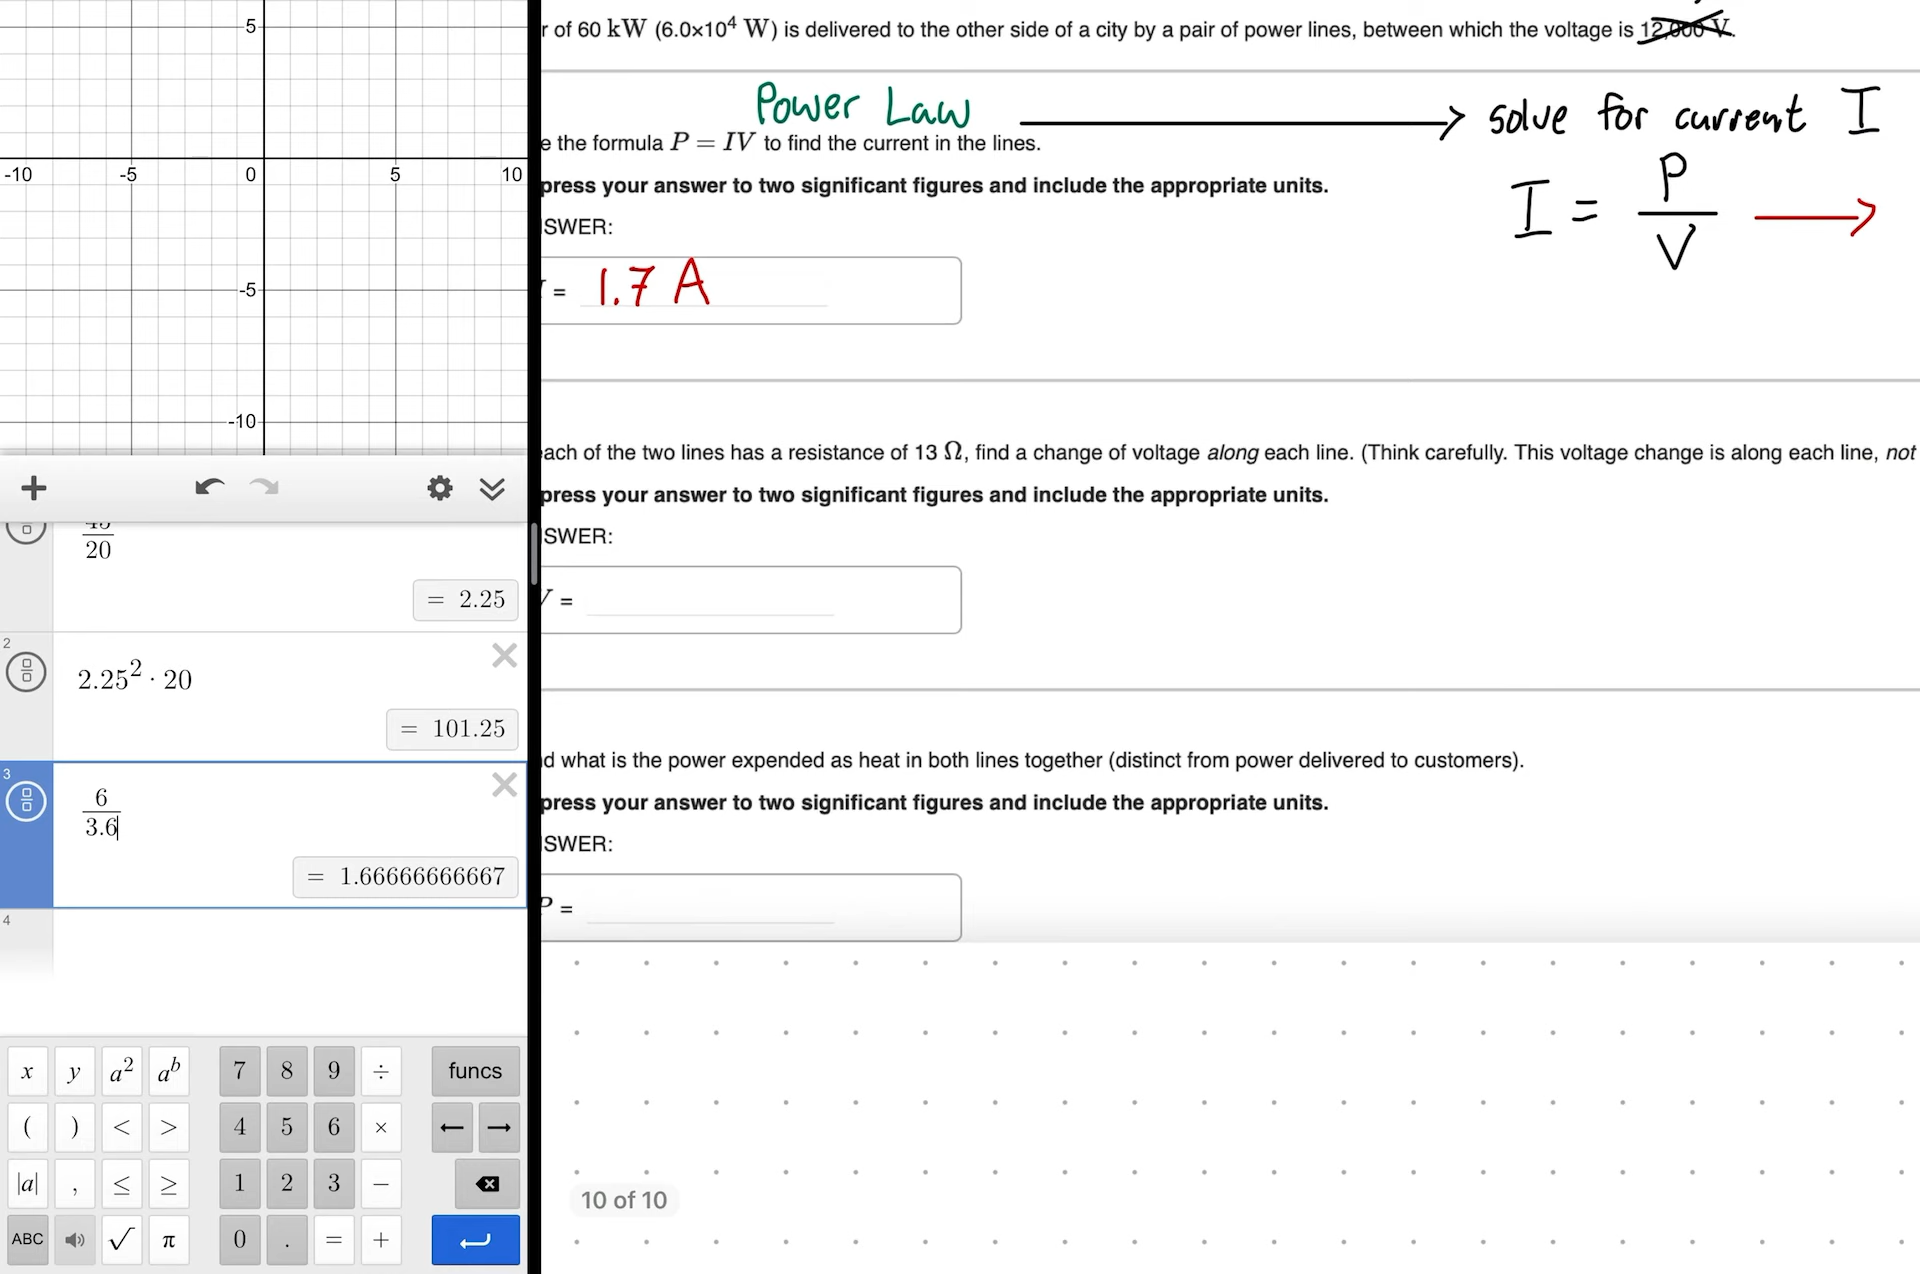 5
-10 -5 0 5 10
-5
-10
20
= 2.25
2
2.25² · 20
= 101.25
3
6
3.6
= 1.66666666667
4
x y a² aᵇ 7 8 9 ÷ funcs
( ) < > 4 5 6 × ← →
|a| , ≤ ≥ 1 2 3 −
ABC √ π 0 . = +
r of 60 kW (6.0×10⁴ W) is delivered to the other side of a city by a pair of power lines, between which the voltage is 12,000 V.
Power Law → solve for current I
e the formula P = IV to find the current in the lines.
I = P / V →
press your answer to two significant figures and include the appropriate units.
SWER:
I = 1.7 A
each of the two lines has a resistance of 13 Ω, find a change of voltage along each line. (Think carefully. This voltage change is along each line, not
press your answer to two significant figures and include the appropriate units.
SWER:
V =
d what is the power expended as heat in both lines together (distinct from power delivered to customers).
press your answer to two significant figures and include the appropriate units.
SWER:
P =
10 of 10